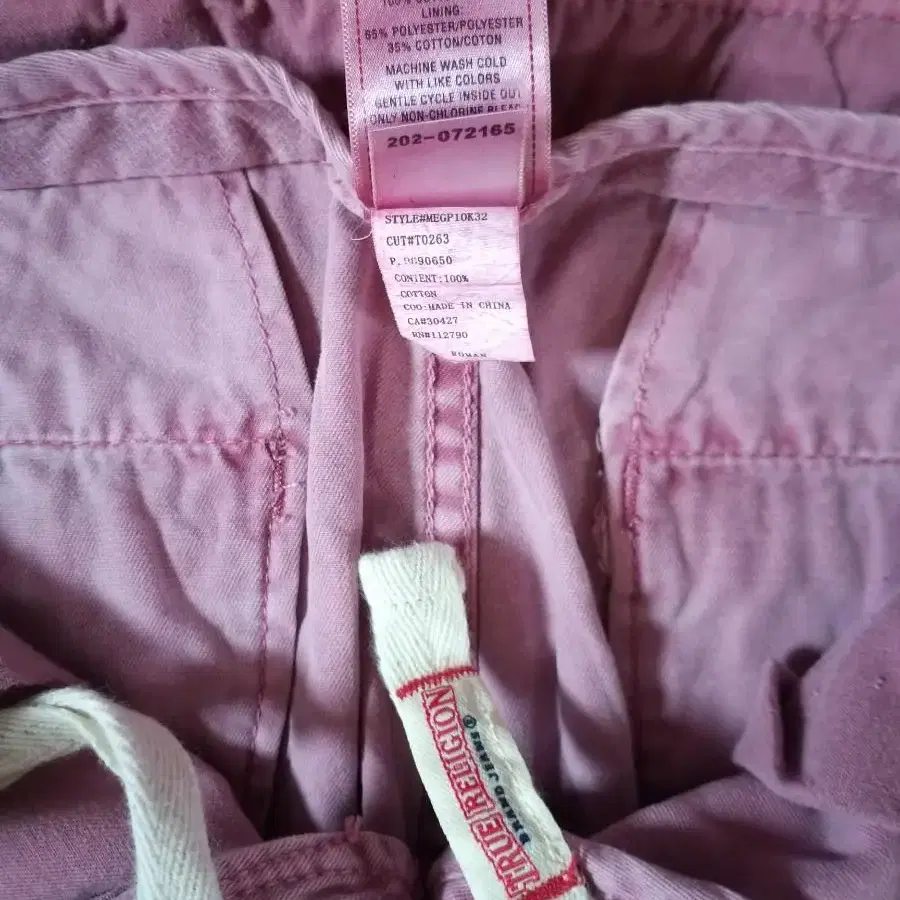 LINING:
65% POLYESTER/POLYESTER
35% COTTON/COTON
MACHINE WASH COLD
WITH LIKE COLORS
GENTLE CYCLE INSIDE OUT
ONLY NON-CHLORINE BLEAC
202-072165
STYLE#MEGP10K32
CUT#T0263
CONTENT:100%
COTTON
COO:MADE IN CHINA
CA#30427
RN#112790
ROMAN
TRUE RELIGION
BRAND JEANS®